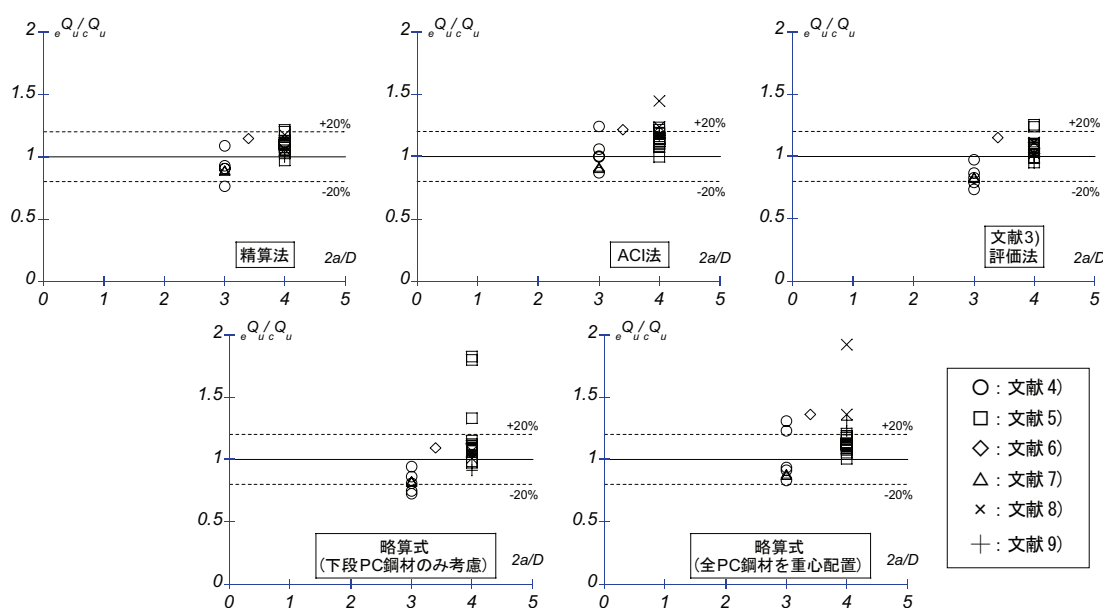 2 eQu/cQu
1.5
+20%
1
-20%
0.5
精算法
2a/D
0
0 1 2 3 4 5
2 eQu/cQu
1.5
+20%
1
-20%
0.5
ACI法
2a/D
0
0 1 2 3 4 5
2 eQu/cQu
1.5
+20%
1
-20%
0.5
文献3)
評価法
2a/D
0
0 1 2 3 4 5
2 eQu/cQu
1.5
+20%
1
-20%
0.5
略算式
(下段PC鋼材のみ考慮)
2a/D
0
0 1 2 3 4 5
2 eQu/cQu
1.5
+20%
1
-20%
0.5
略算式
(全PC鋼材を重心配置)
2a/D
0
0 1 2 3 4 5
○ : 文献 4)
□ : 文献 5)
◇ : 文献 6)
△ : 文献 7)
× : 文献 8)
+ : 文献 9)